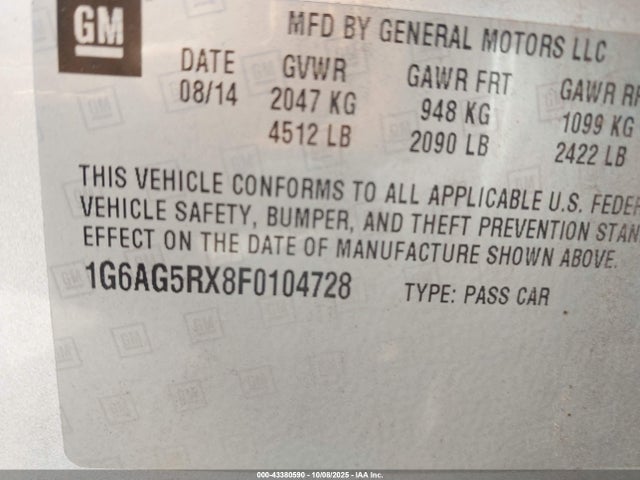 GM
MFD BY GENERAL MOTORS LLC
DATE GVWR GAWR FRT GAWR
08/14 2047 KG 948 KG 1099 KG
4512 LB 2090 LB 2422 LB
THIS VEHICLE CONFORMS TO ALL APPLICABLE U.S.
VEHICLE SAFETY, BUMPER, AND THEFT PREVENTION
EFFECT ON THE DATE OF MANUFACTURE SHOWN ABOVE.
1G6AG5RX8F0104728 TYPE: PASS CAR
000-43380590 - 10/08/2025 - IAA Inc.